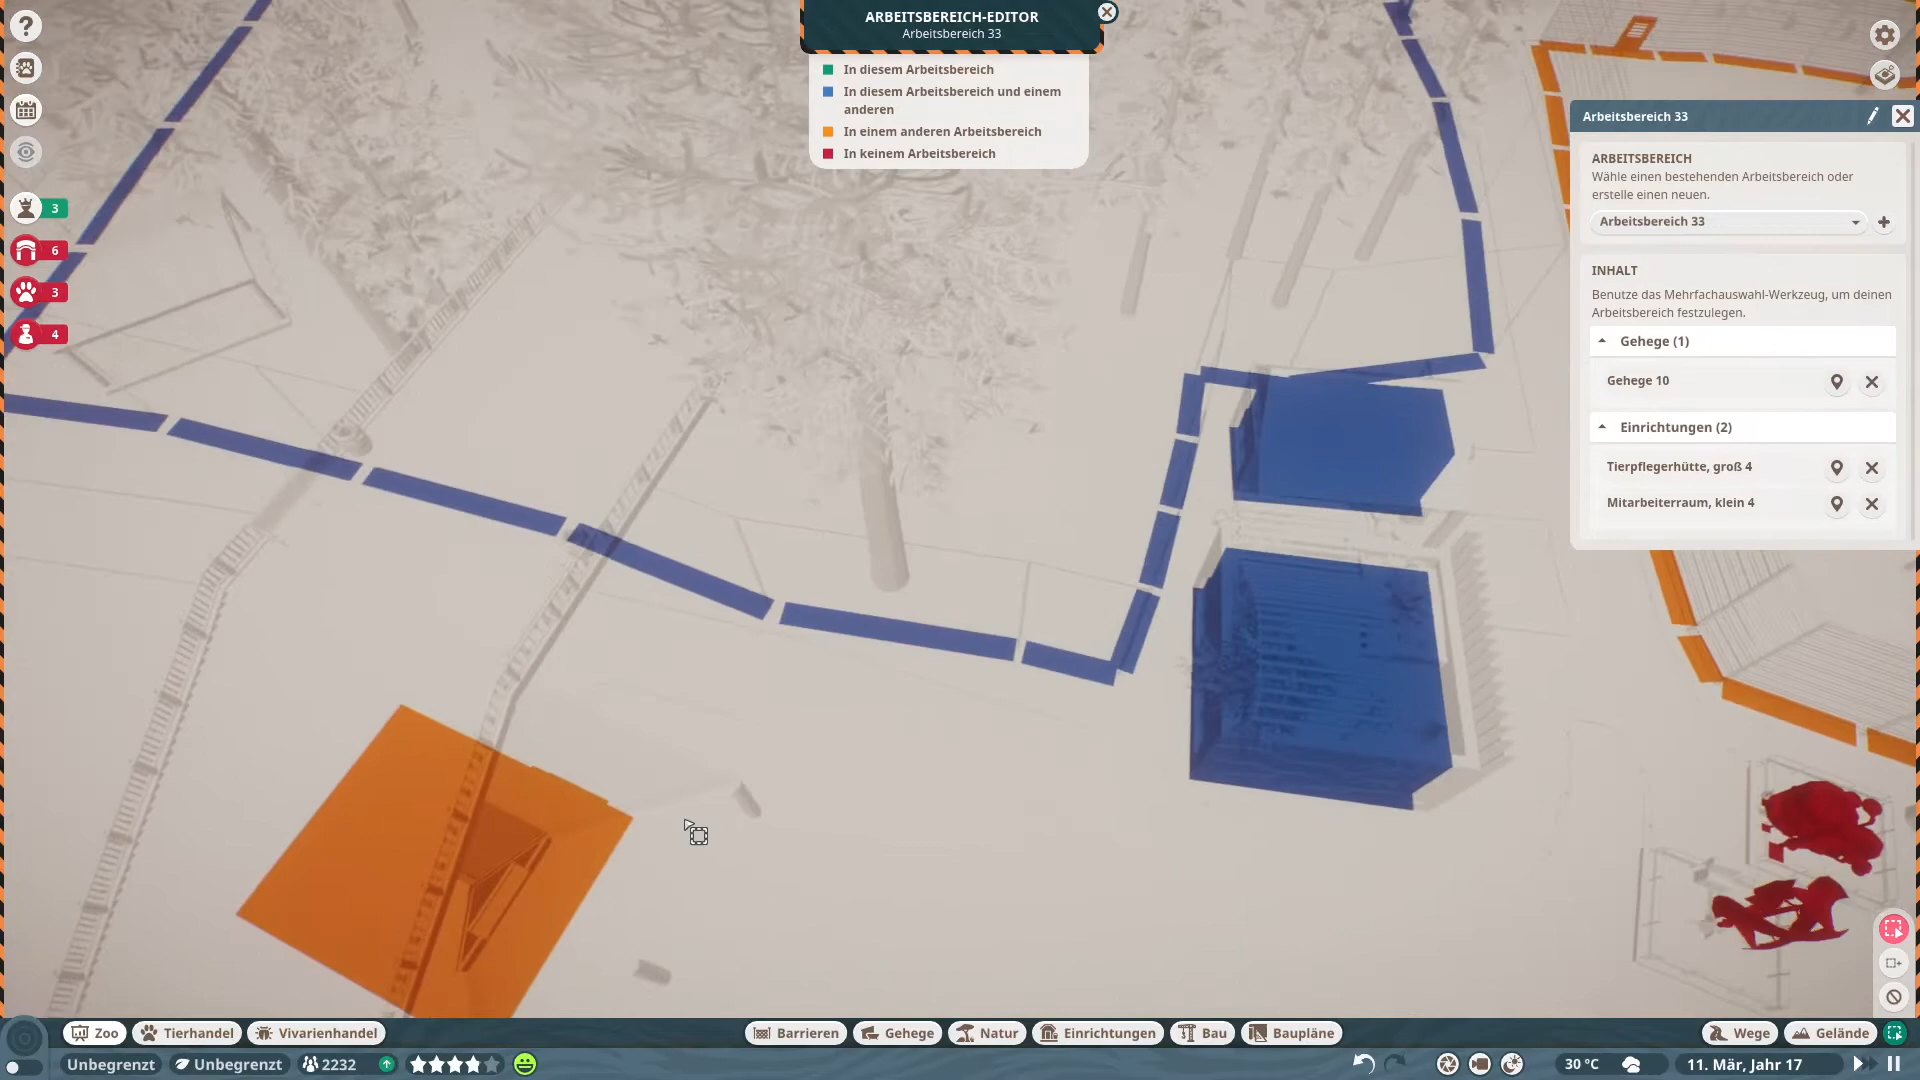 ARBEITSBEREICH-EDITOR
Arbeitsbereich 33
In diesem Arbeitsbereich
In diesem Arbeitsbereich und einem
anderen
In einem anderen Arbeitsbereich
In keinem Arbeitsbereich
?
3
6
3
4
Arbeitsbereich 33
ARBEITSBEREICH
Wähle einen bestehenden Arbeitsbereich oder
erstelle einen neuen.
Arbeitsbereich 33
INHALT
Benutze das Mehrfachauswahl-Werkzeug, um deinen
Arbeitsbereich festzulegen.
Gehege (1)
Gehege 10
Einrichtungen (2)
Tierpflegerhütte, groß 4
Mitarbeiterraum, klein 4
Zoo
Tierhandel
Vivarienhandel
Barrieren
Gehege
Natur
Einrichtungen
Bau
Baupläne
Wege
Gelände
Unbegrenzt
Unbegrenzt
2232
30 °C
11. Mär, Jahr 17